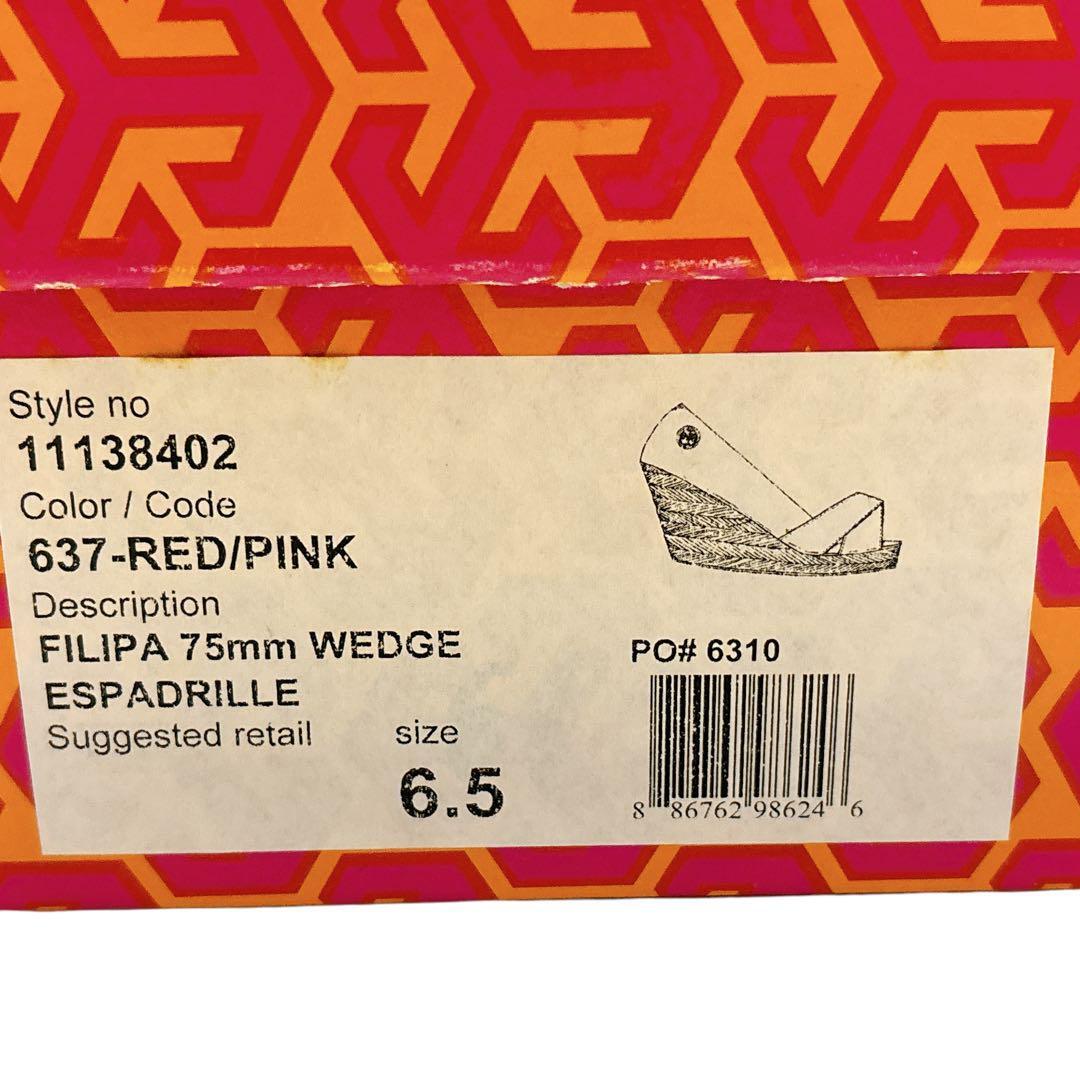 Style no
11138402
Color / Code
637-RED/PINK
Description
FILIPA 75mm WEDGE
ESPADRILLE
Suggested retail
size
6.5
PO# 6310
8 86762 98624 6